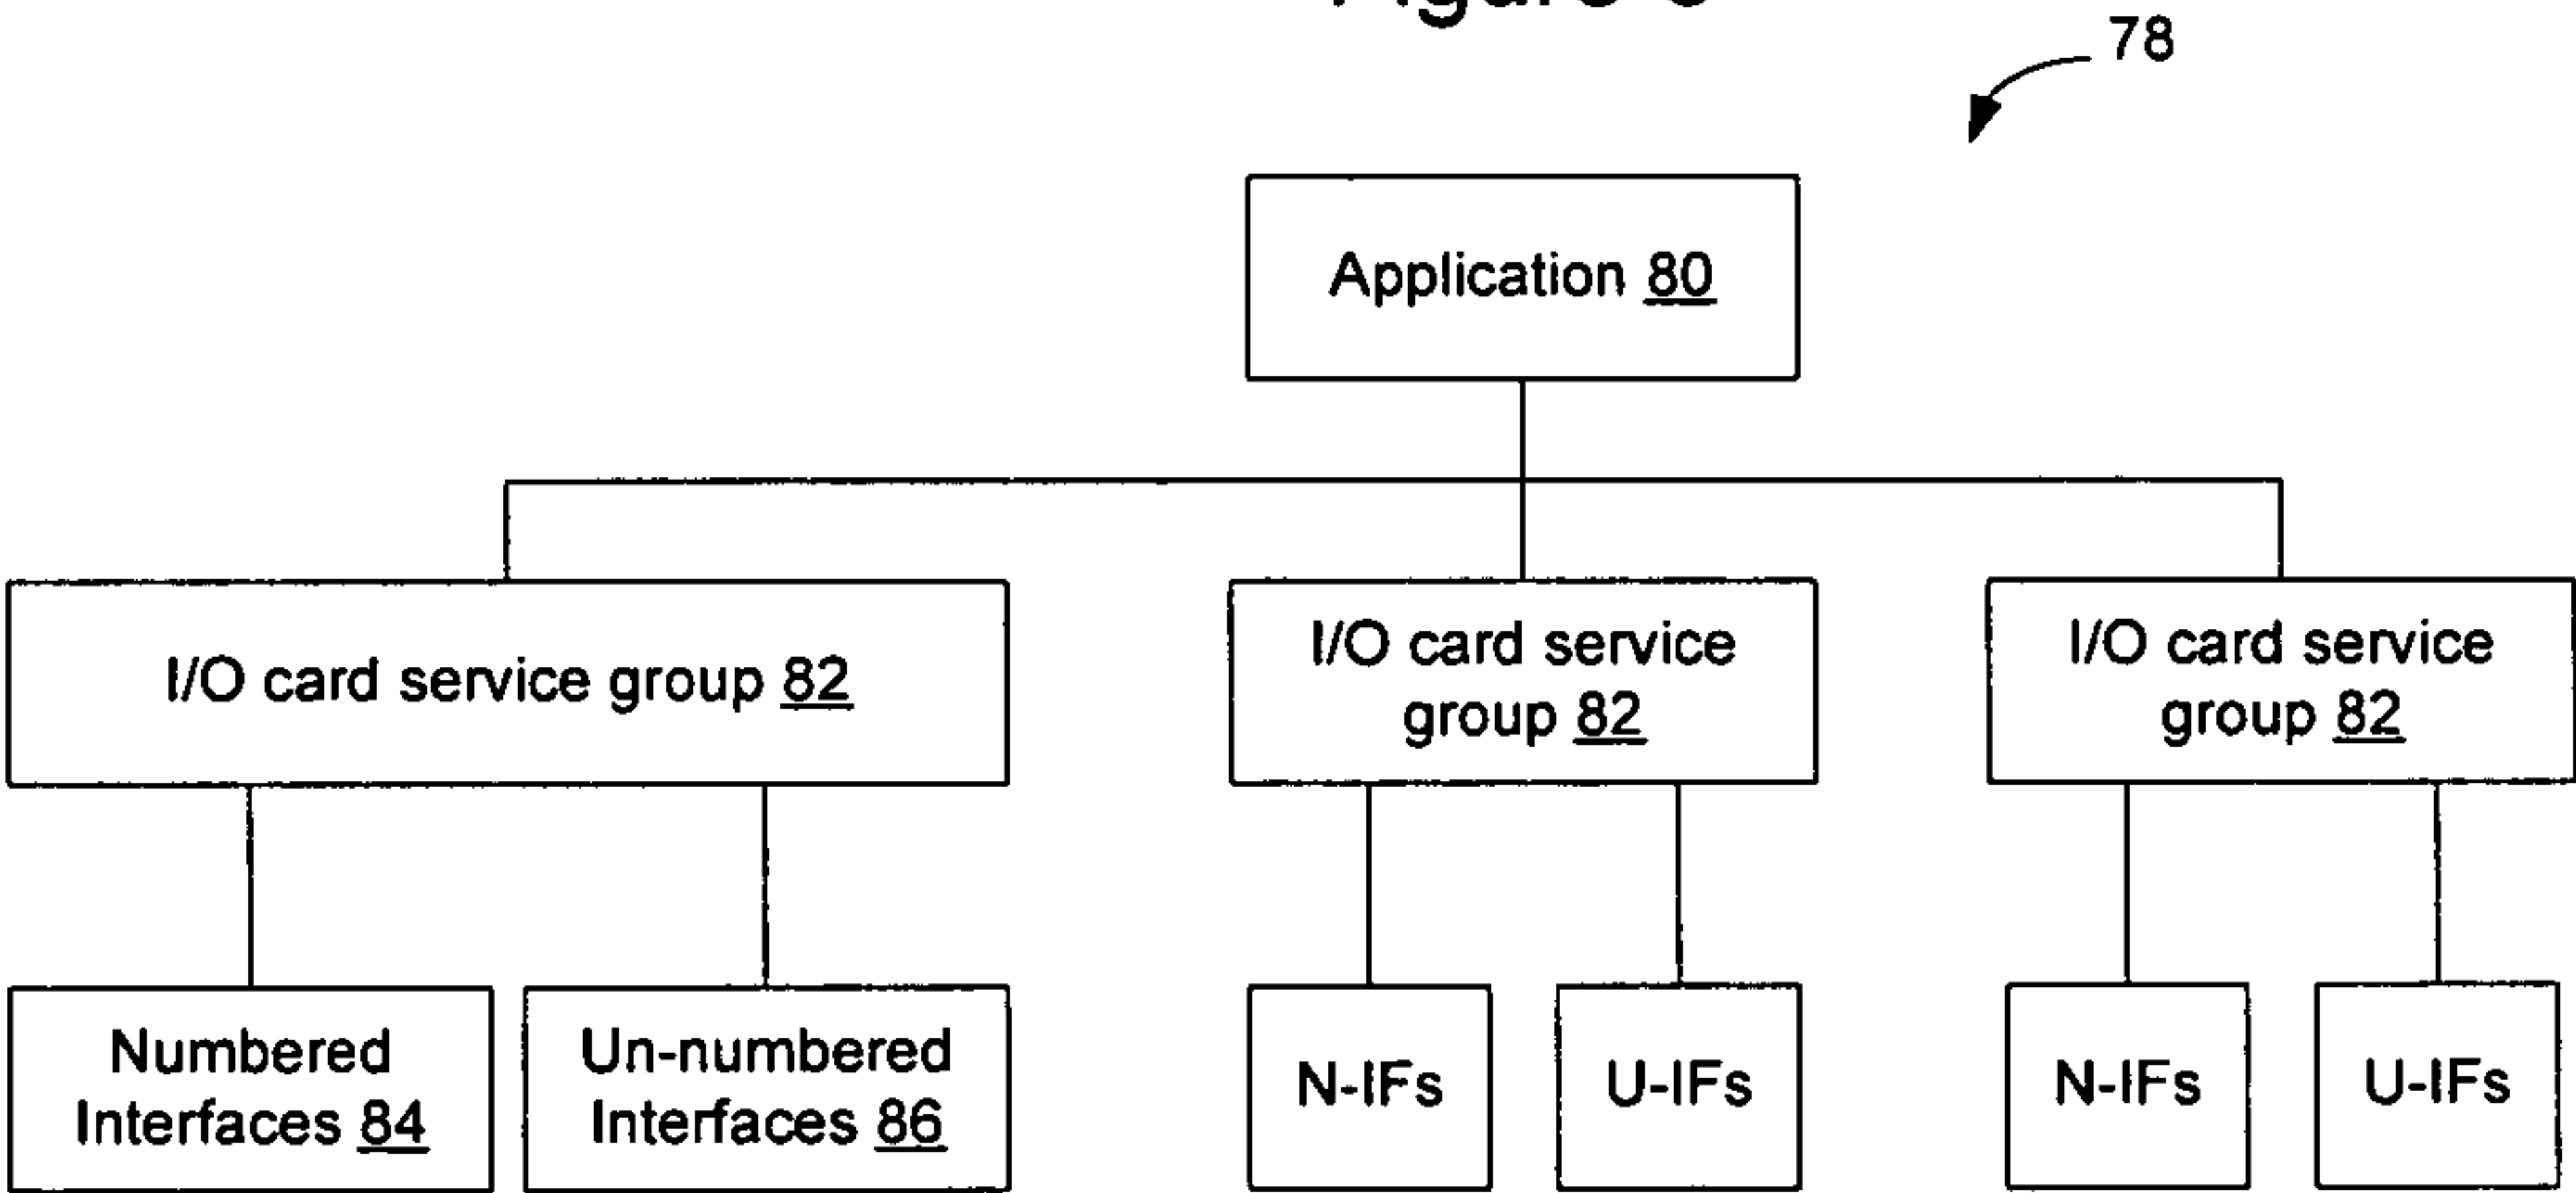 78
Application 80
I/O card service group 82
I/O card service
group 82
I/O card service
group 82
Numbered
Interfaces 84
Un-numbered
Interfaces 86
N-IFs
U-IFs
N-IFs
U-IFs